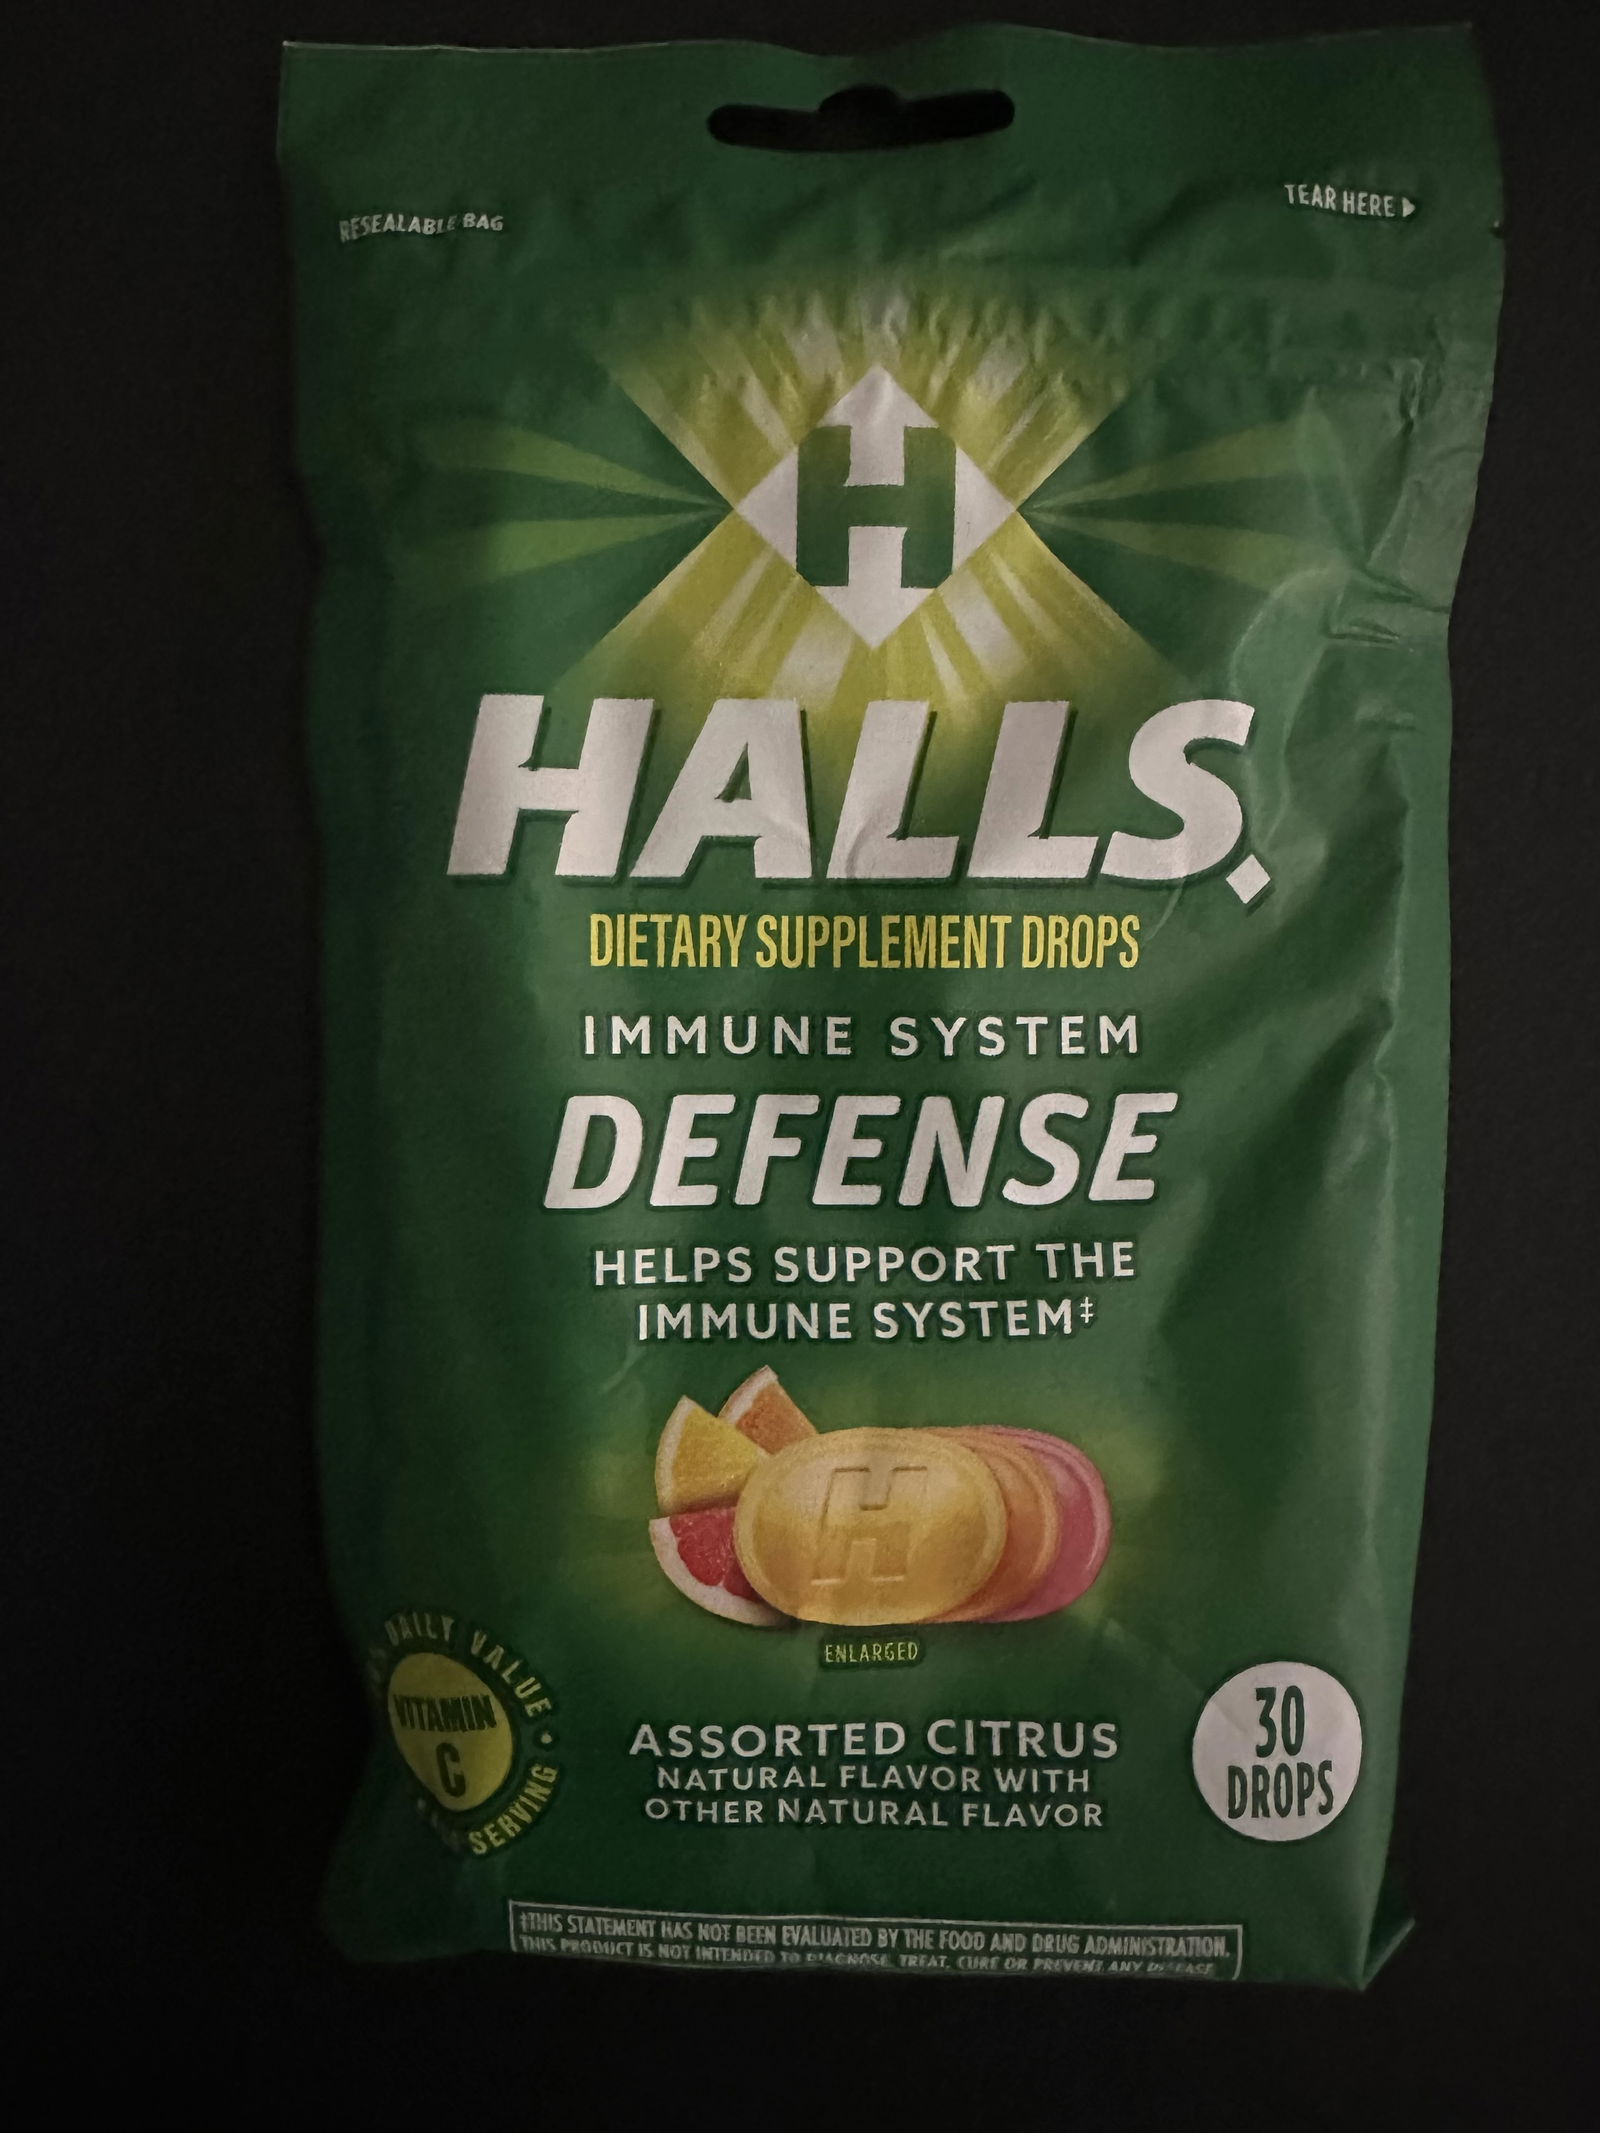 RESEALABLE BAG
TEAR HERE
H
HALLS
DIETARY SUPPLEMENT DROPS
IMMUNE SYSTEM
DEFENSE
HELPS SUPPORT THE
IMMUNE SYSTEM‡
H
ENLARGED
DAILY VALUE •
VITAMIN
C
SERVING
ASSORTED CITRUS
NATURAL FLAVOR WITH
OTHER NATURAL FLAVOR
30
DROPS
‡THIS STATEMENT HAS NOT BEEN EVALUATED BY THE FOOD AND DRUG ADMINISTRATION.
THIS PRODUCT IS NOT INTENDED TO DIAGNOSE, TREAT, CURE OR PREVENT ANY DISEASE